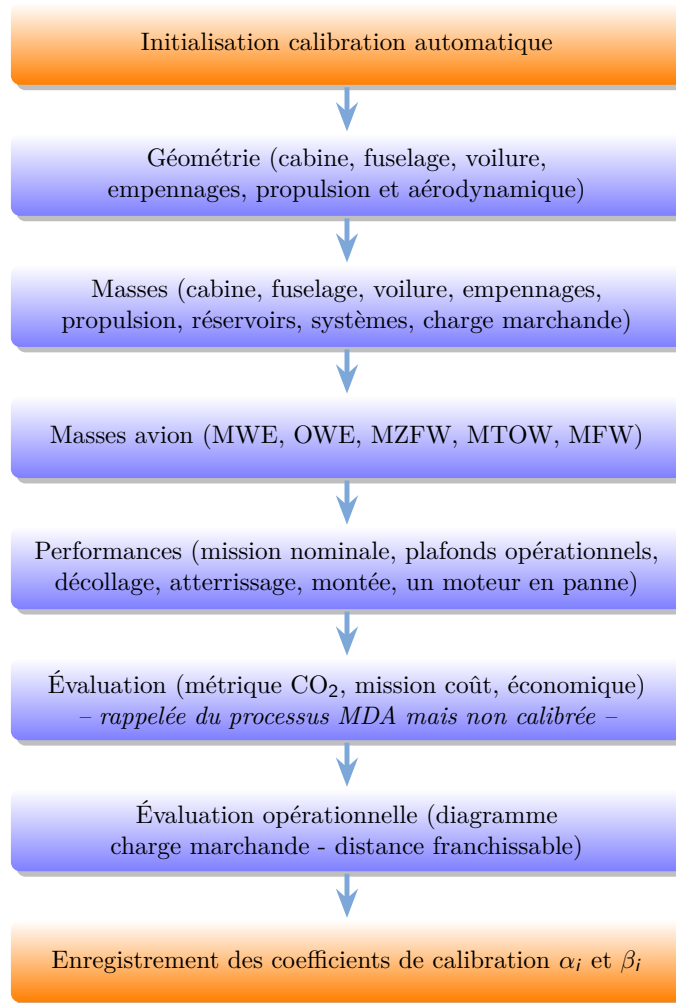 Initialisation calibration automatique
Géométrie (cabine, fuselage, voilure,
empennages, propulsion et aérodynamique)
Masses (cabine, fuselage, voilure, empennages,
propulsion, réservoirs, systèmes, charge marchande)
Masses avion (MWE, OWE, MZFW, MTOW, MFW)
Performances (mission nominale, plafonds opérationnels,
décollage, atterrissage, montée, un moteur en panne)
Évaluation (métrique CO₂, mission coût, économique)
– rappelée du processus MDA mais non calibrée –
Évaluation opérationnelle (diagramme
charge marchande - distance franchissable)
Enregistrement des coefficients de calibration αᵢ et βᵢ